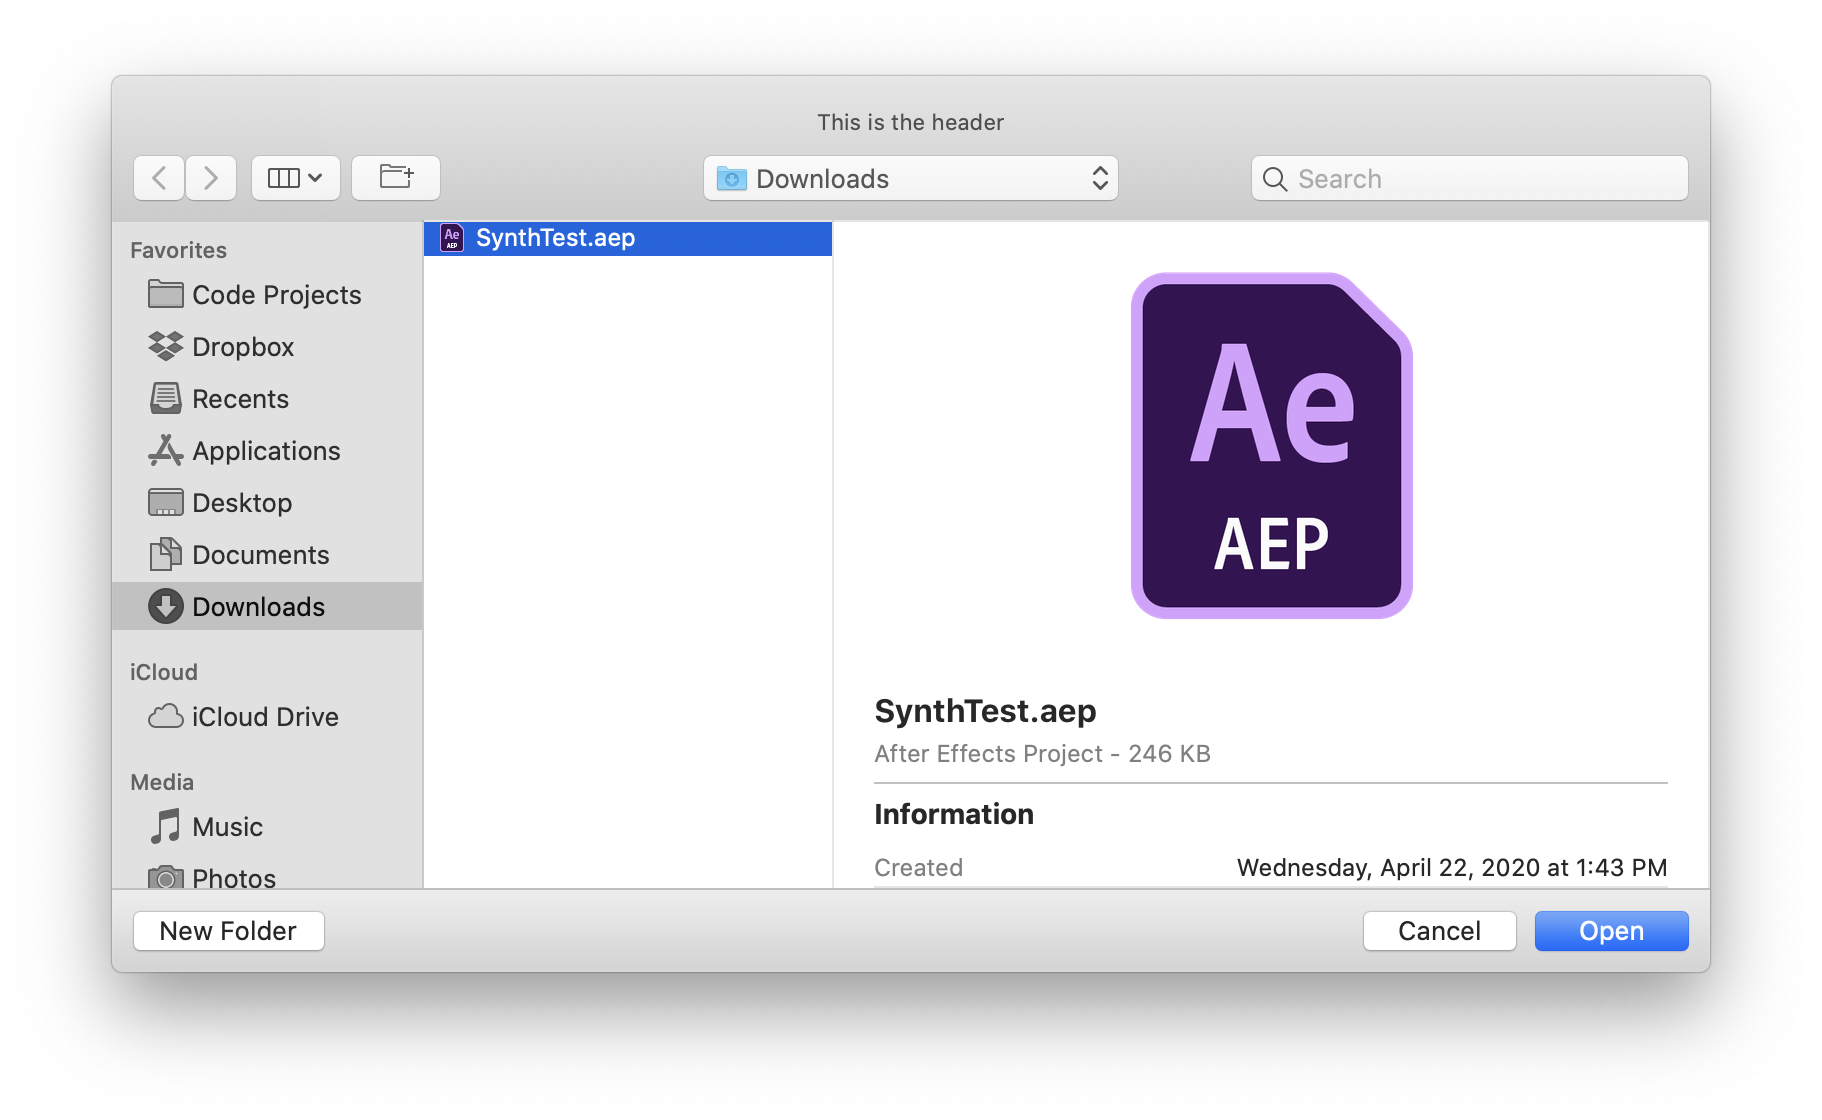 This is the header
Downloads
Search
Favorites
Code Projects
Dropbox
Recents
Applications
Desktop
Documents
Downloads
iCloud
iCloud Drive
Media
Music
Photos
Ae
AEP
SynthTest.aep
Ae
AEP
SynthTest.aep
After Effects Project - 246 KB
Information
Created Wednesday, April 22, 2020 at 1:43 PM
New Folder
Cancel
Open